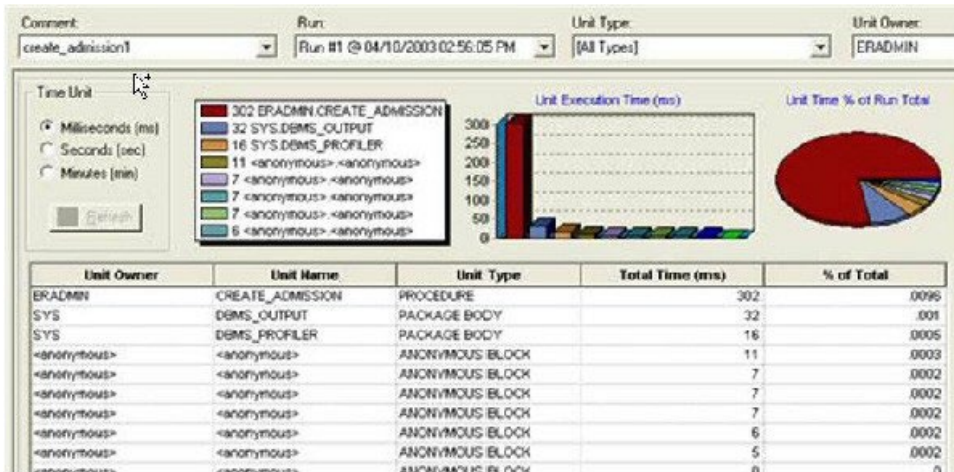 Comment: Run: Unit Type: Unit Owner:
create_admission1 Run #1 @ 04/10/2003 02:56:05 PM [All Types] ERADMIN
Time Unit
Milliseconds (ms)
Seconds (sec)
Minutes (min)
Refresh
302 ERADMIN.CREATE_ADMISSION
32 SYS.DBMS_OUTPUT
16 SYS.DBMS_PROFILER
11 <anonymous>.<anonymous>
7 <anonymous>.<anonymous>
7 <anonymous>.<anonymous>
7 <anonymous>.<anonymous>
6 <anonymous>.<anonymous>
Unit Execution Time (ms)
300
250
200
150
100
50
0
Unit Time % of Run Total
Unit Owner Unit Name Unit Type Total Time (ms) % of Total
ERADMIN CREATE_ADMISSION PROCEDURE 302 .0096
SYS DBMS_OUTPUT PACKAGE BODY 32 .001
SYS DBMS_PROFILER PACKAGE BODY 16 .0005
<anonymous> <anonymous> ANONYMOUS BLOCK 11 .0003
<anonymous> <anonymous> ANONYMOUS BLOCK 7 .0002
<anonymous> <anonymous> ANONYMOUS BLOCK 7 .0002
<anonymous> <anonymous> ANONYMOUS BLOCK 7 .0002
<anonymous> <anonymous> ANONYMOUS BLOCK 6 .0002
<anonymous> <anonymous> ANONYMOUS BLOCK 5 .0002
<anonymous> <anonymous> ANONYMOUS BLOCK 0 0